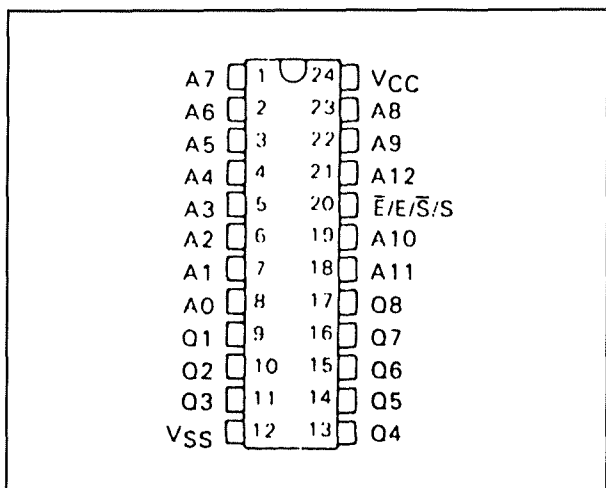 A7 1 24 VCC
A6 2 23 A8
A5 3 22 A9
A4 4 21 A12
A3 5 20 E̅/E/S̅/S
A2 6 19 A10
A1 7 18 A11
A0 8 17 Q8
Q1 9 16 Q7
Q2 10 15 Q6
Q3 11 14 Q5
VSS 12 13 Q4